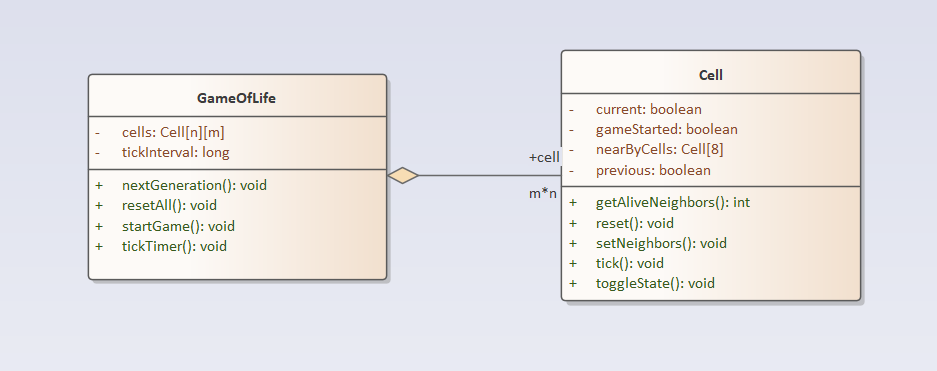 GameOfLife
- cells: Cell[n][m]
- tickInterval: long
+ nextGeneration(): void
+ resetAll(): void
+ startGame(): void
+ tickTimer(): void
+cell
m*n
Cell
- current: boolean
- gameStarted: boolean
- nearByCells: Cell[8]
- previous: boolean
+ getAliveNeighbors(): int
+ reset(): void
+ setNeighbors(): void
+ tick(): void
+ toggleState(): void